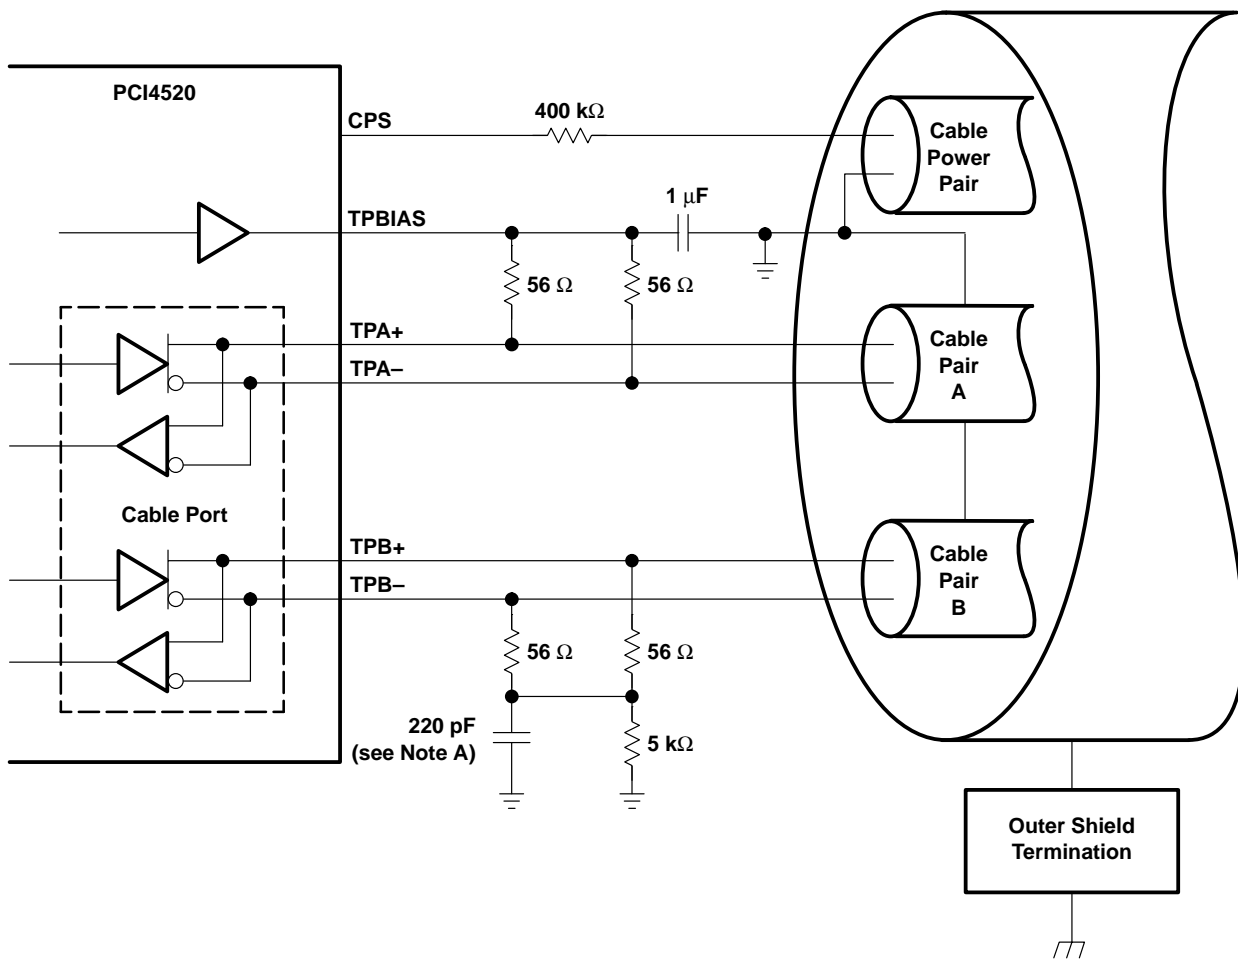 PCI4520
CPS
400 kΩ
Cable
Power
Pair
TPBIAS
1 μF
56 Ω
56 Ω
TPA+
TPA–
Cable
Pair
A
Cable Port
TPB+
TPB–
Cable
Pair
B
56 Ω
56 Ω
220 pF
(see Note A)
5 kΩ
Outer Shield
Termination